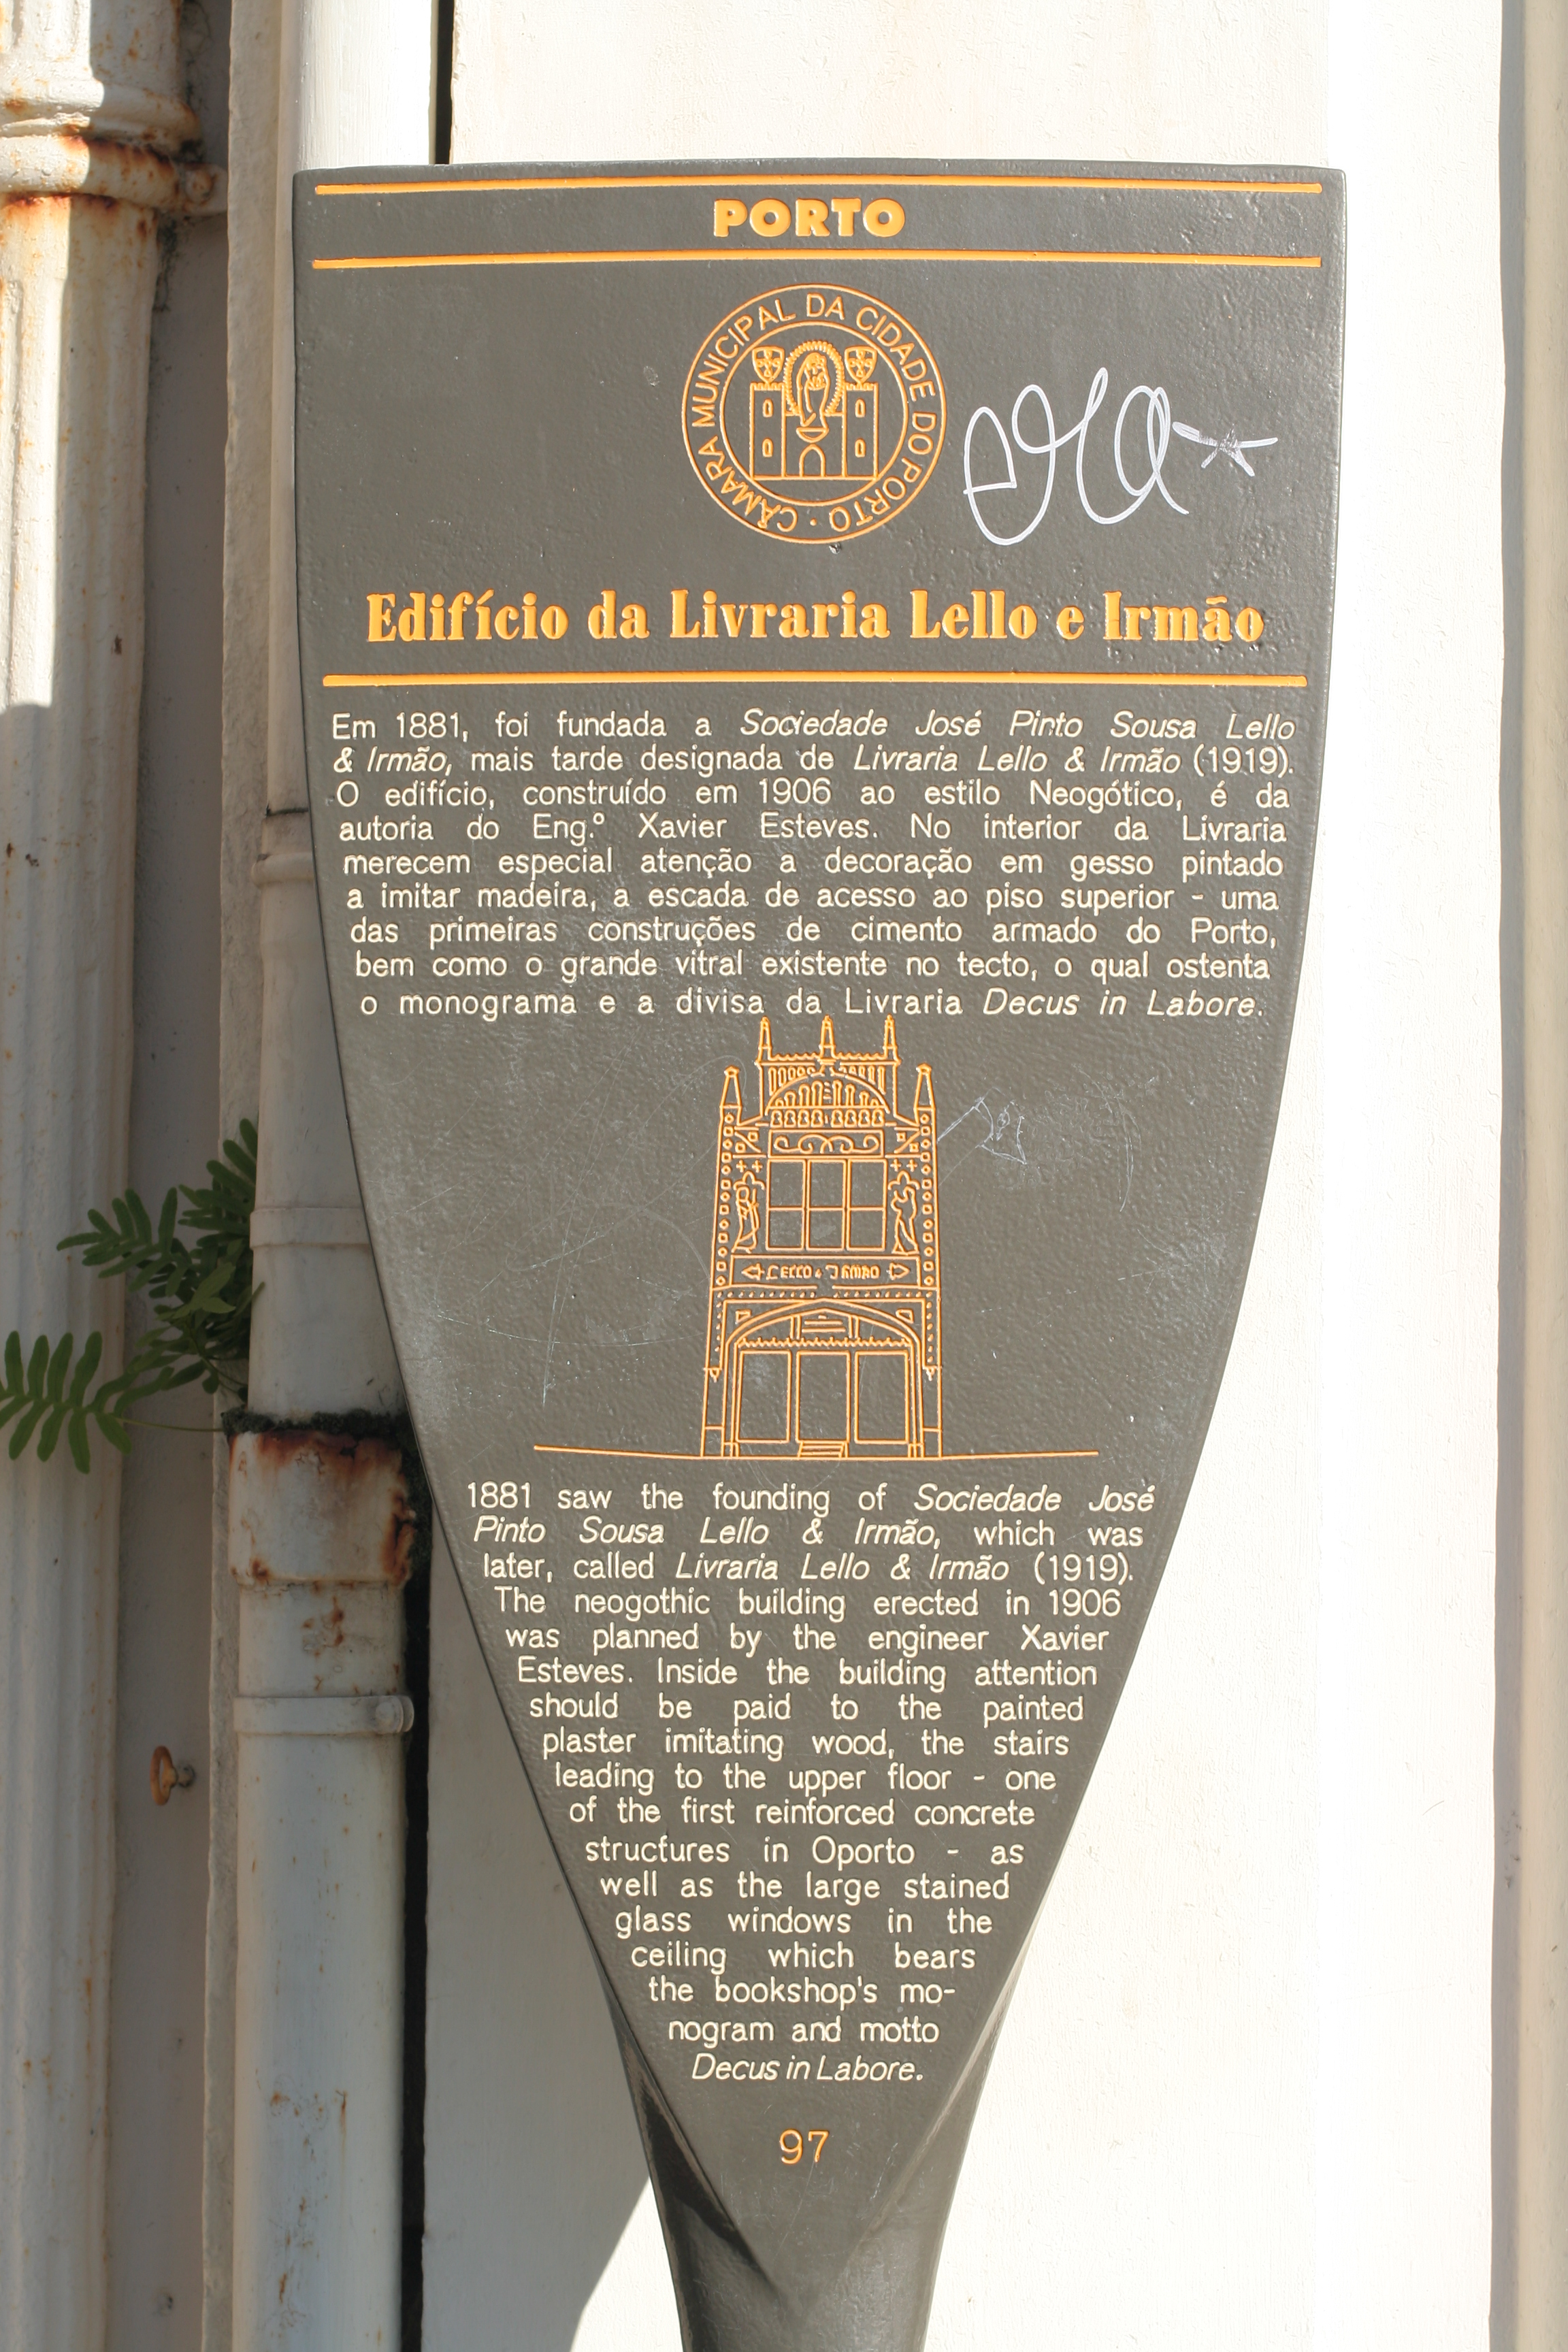 PORTO
CÂMARA MUNICIPAL DA CIDADE DO PORTO ·
Edifício da Livraria Lello e Irmão
Em 1881, foi fundada a Sociedade José Pinto Sousa Lello
& Irmão, mais tarde designada de Livraria Lello & Irmão (1919).
O edifício, construído em 1906 ao estilo Neogótico, é da
autoria do Eng.º Xavier Esteves. No interior da Livraria
merecem especial atenção a decoração em gesso pintado
a imitar madeira, a escada de acesso ao piso superior - uma
das primeiras construções de cimento armado do Porto,
bem como o grande vitral existente no tecto, o qual ostenta
o monograma e a divisa da Livraria Decus in Labore.
LELLO & IRMÃO
1881 saw the founding of Sociedade José
Pinto Sousa Lello & Irmão, which was
later, called Livraria Lello & Irmão (1919).
The neogothic building erected in 1906
was planned by the engineer Xavier
Esteves. Inside the building attention
should be paid to the painted
plaster imitating wood, the stairs
leading to the upper floor - one
of the first reinforced concrete
strucfures in Oporto - as
well as the large stained
glass windows in the
ceiling which bears
the bookshop's mo-
nogram and motto
Decus in Labore.
97